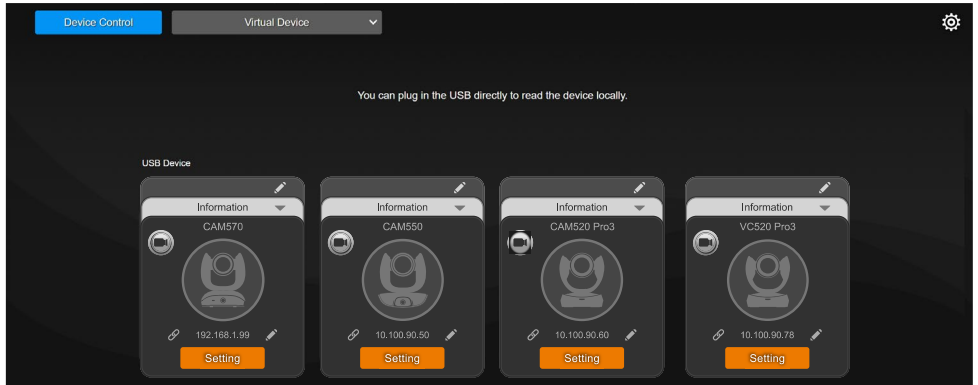 Device Control Virtual Device
You can plug in the USB directly to read the device locally.
USB Device
Information Information Information Information
CAM570 CAM550 CAM520 Pro3 VC520 Pro3
192.168.1.99 10.100.90.50 10.100.90.60 10.100.90.78
Setting Setting Setting Setting